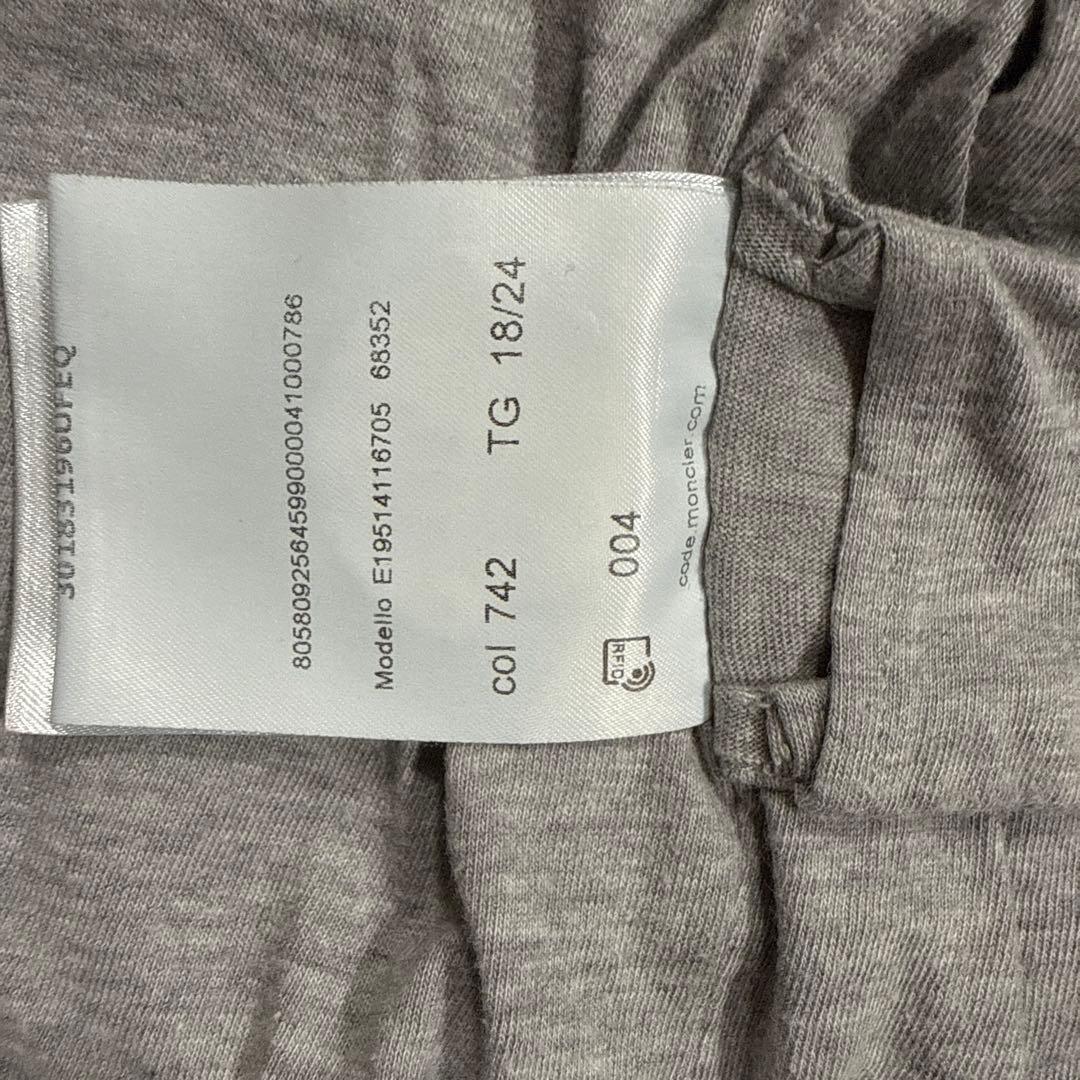 8058092564599000041000786
Modello E19514116705 68352
col 742 TG 18/24
RFID 004
code.moncler.com